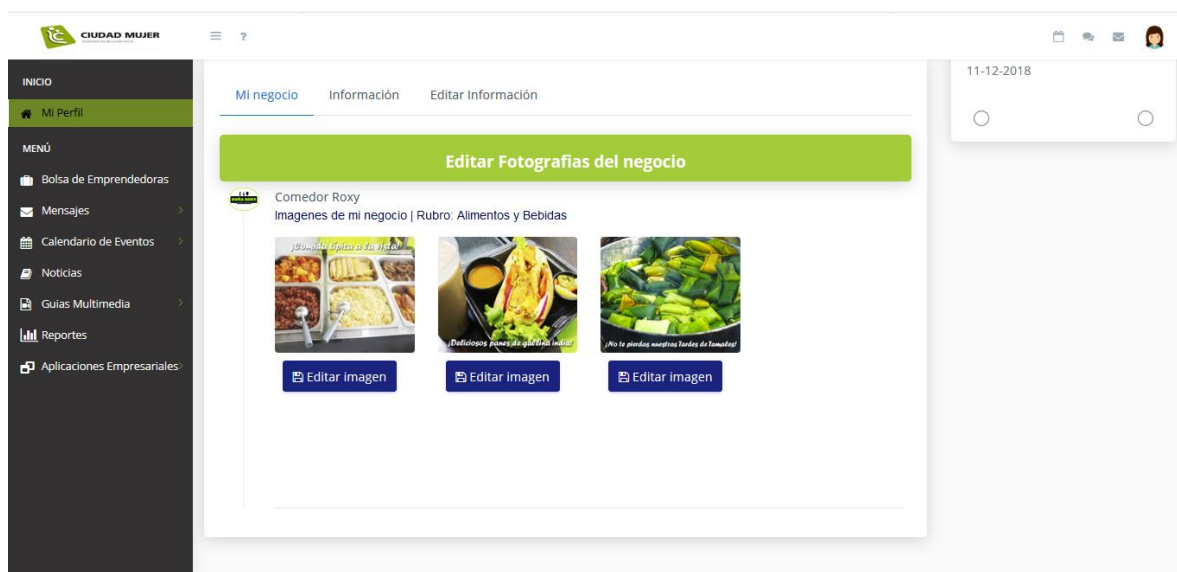 CIUDAD MUJER
?
INICIO
Mi Perfil
MENÚ
Bolsa de Emprendedoras
Mensajes
Calendario de Eventos
Noticias
Guias Multimedia
Reportes
Aplicaciones Empresariales
Mi negocio
Información
Editar Información
Editar Fotografias del negocio
Comedor Roxy
Imagenes de mi negocio | Rubro: Alimentos y Bebidas
¡Comida típica a la vista!
¡Deliciosos panes de gallina india!
¡No te pierdas nuestras Tardes de Tamales!
Editar imagen
Editar imagen
Editar imagen
11-12-2018